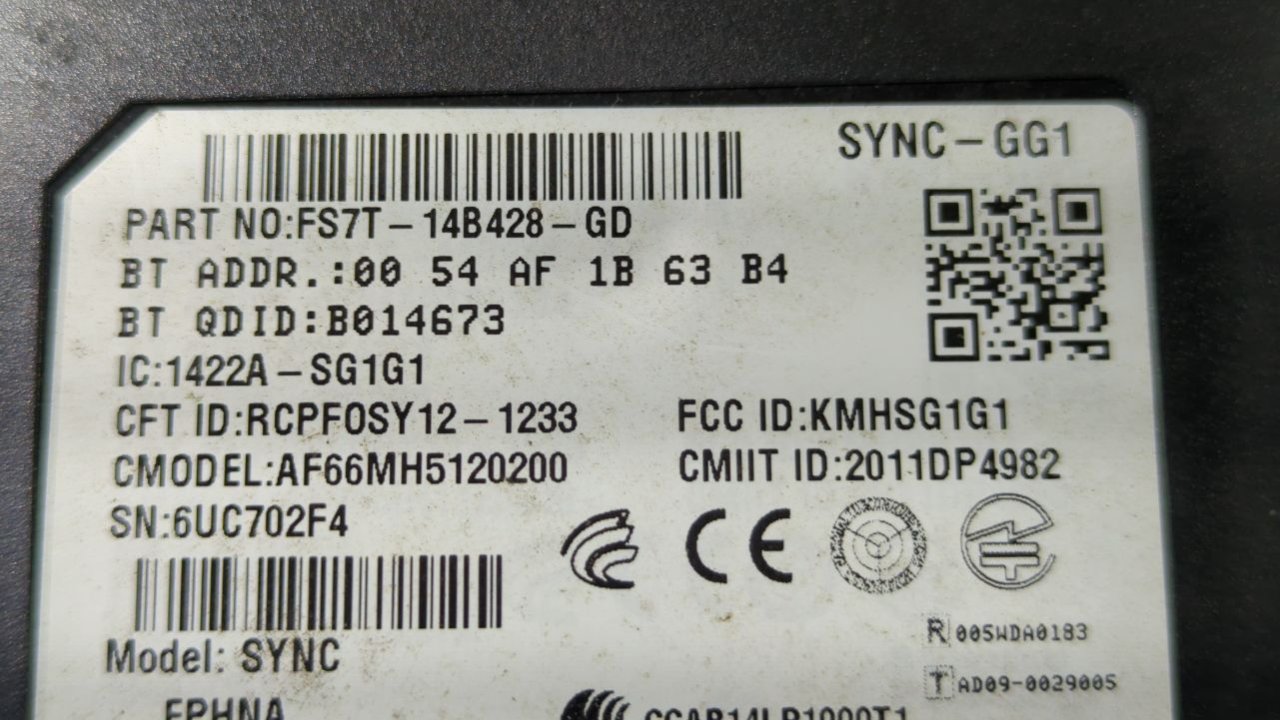 SYNC-GG1
PART NO:FS7T-14B428-GD
BT ADDR.:00 54 AF 1B 63 B4
BT QDID:B014673
IC:1422A-SG1G1
CFT ID:RCPFOSY12-1233
FCC ID:KMHSG1G1
CMODEL:AF66MH5120200
CMIIT ID:2011DP4982
SN:6UC702F4
CE
R 005WDA0183
Model: SYNC
T AD09-0029005